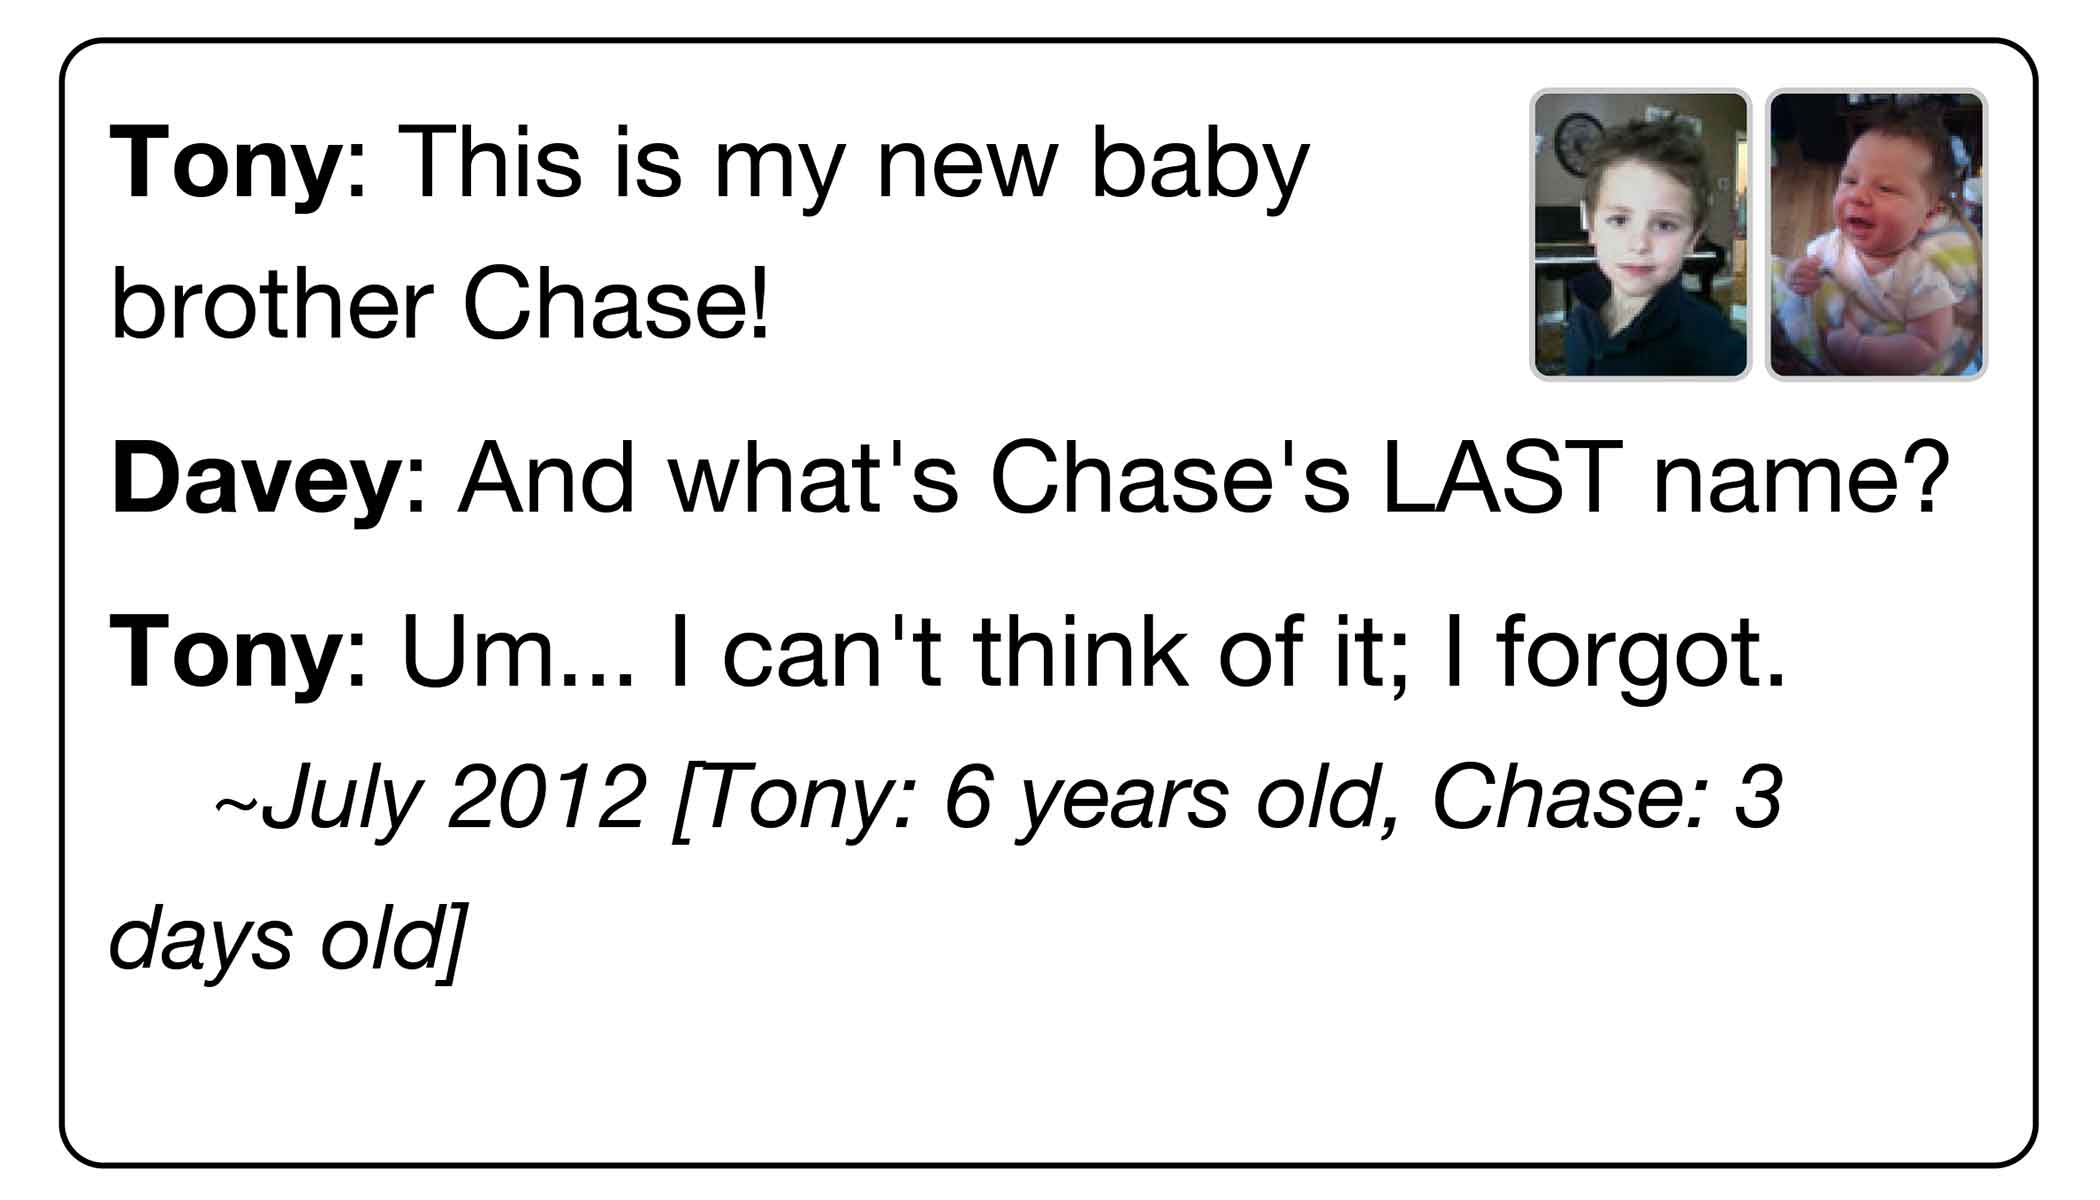 Tony: This is my new baby
brother Chase!
Davey: And what's Chase's LAST name?
Tony: Um... I can't think of it; I forgot.
~July 2012 [Tony: 6 years old, Chase: 3
days old]